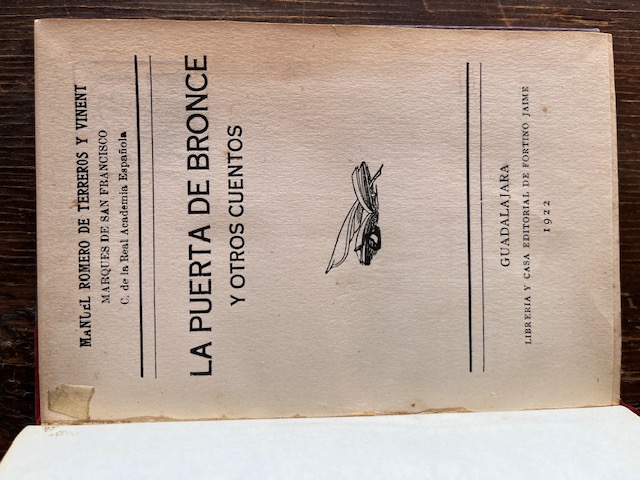 MANUEL ROMERO DE TERREROS Y VINENT
MARQUES DE SAN FRANCISCO
C. de la Real Academia Española
LA PUERTA DE BRONCE
Y OTROS CUENTOS
GUADALAJARA
LIBRERIA Y CASA EDITORIAL DE FORTINO JAIME
1922